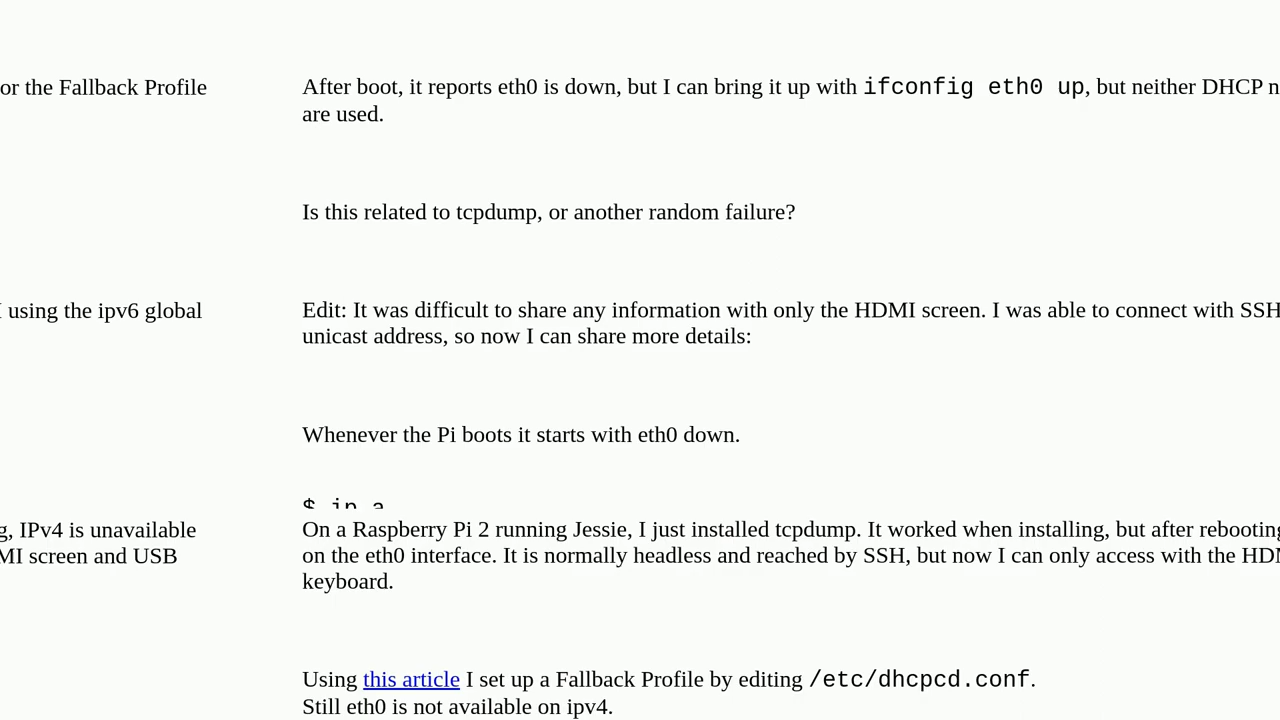 or the Fallback Profile
After boot, it reports eth0 is down, but I can bring it up with ifconfig eth0 up, but neither DHCP
are used.
Is this related to tcpdump, or another random failure?
using the ipv6 global
Edit: It was difficult to share any information with only the HDMI screen. I was able to connect with SSH
unicast address, so now I can share more details:
Whenever the Pi boots it starts with eth0 down.
$ ip a
IPv4 is unavailable
On a Raspberry Pi 2 running Jessie, I just installed tcpdump. It worked when installing, but after rebooting
screen and USB
on the eth0 interface. It is normally headless and reached by SSH, but now I can only access with the
keyboard.
Using this article I set up a Fallback Profile by editing /etc/dhcpcd.conf.
Still eth0 is not available on ipv4.